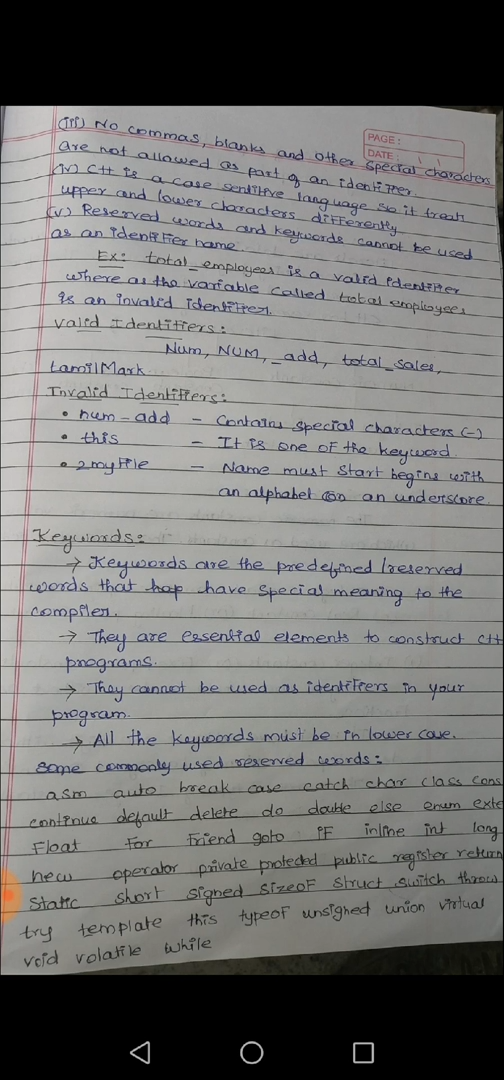 PAGE:
DATE:
(iii) No commas, blanks and other special characters
are not allowed as part of an identifier.
(iv) C++ is a case sentitive language so it treats
upper and lower characters differently
(v) Reserved words and keywords cannot be used
as an identifier name
Ex: total_employees is a valid identifier
where as the variable called total employees
is an invalid identifier.
Valid Identifiers:
Num, NUM, _add, total_sales,
tamilMark.
Invalid Identifiers:
• num-add - contains special characters (-)
• this - It is one of the keyword.
• 2myfile - Name must start begins with
an alphabet (or) an underscore.
Keywords:
→ Keywords are the predefined / reserved
words that have special meaning to the
compiler.
→ They are essential elements to construct C++
programs.
→ They cannot be used as identifiers in your
program.
→ All the keywords must be in lower case.
Some commonly used reserved words:
asm auto break case catch char class cons
continue default delete do double else enum exte
float for friend goto if inline int long
new operator private protected public register return
static short signed sizeof struct switch throw
try template this typeof unsigned union virtual
void volatile while